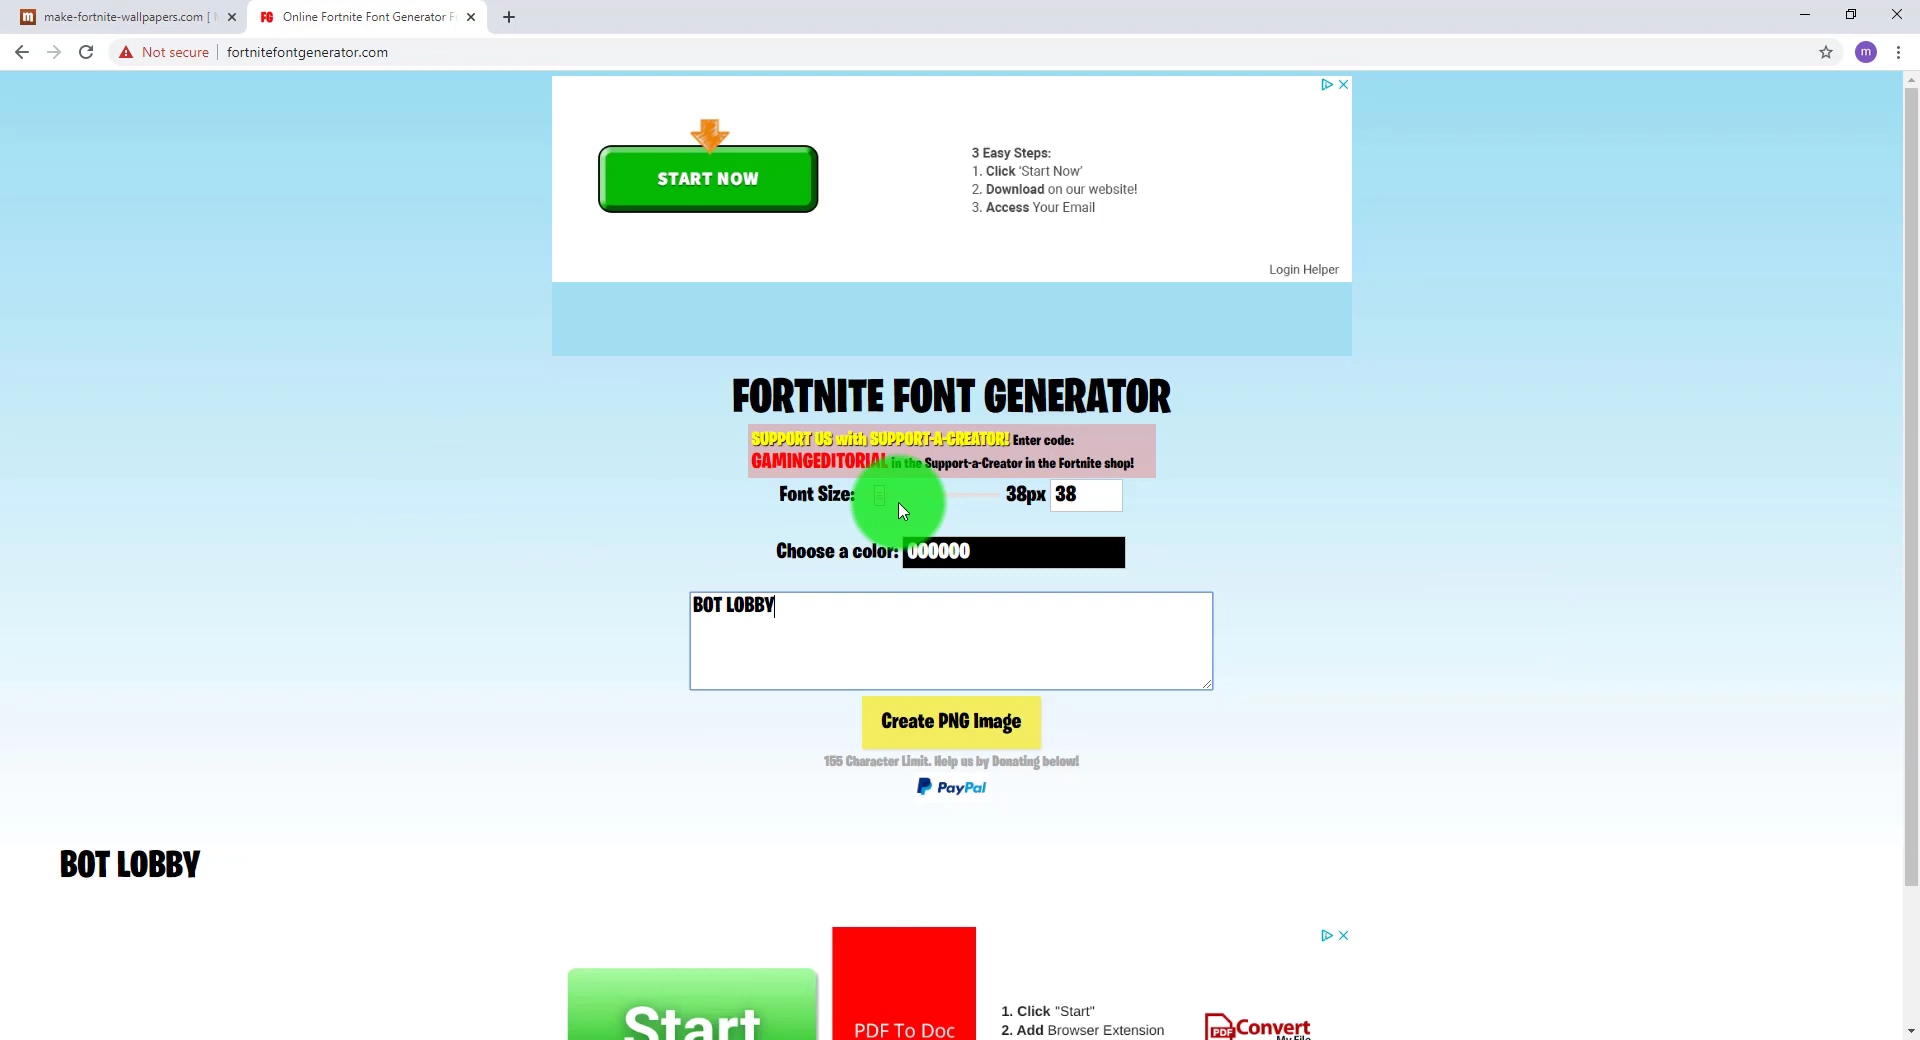 make-fortnite-wallpapers.com [
Online Fortnite Font Generator F
Not secure
fortnitefontgenerator.com
m
START NOW
3 Easy Steps:
1. Click 'Start Now'
2. Download on our website!
3. Access Your Email
Login Helper
FORTNITE FONT GENERATOR
SUPPORT US with SUPPORT-A-CREATOR! Enter code:
GAMINGEDITORIAL in the Support-a-Creator in the Fortnite shop!
Font Size: 38px 38
Choose a color: 000000
BOT LOBBY
Create PNG Image
155 Character Limit. Help us by Donating below!
PayPal
BOT LOBBY
Start
PDF To Doc
1. Click "Start"
2. Add Browser Extension
PDF Convert
My File